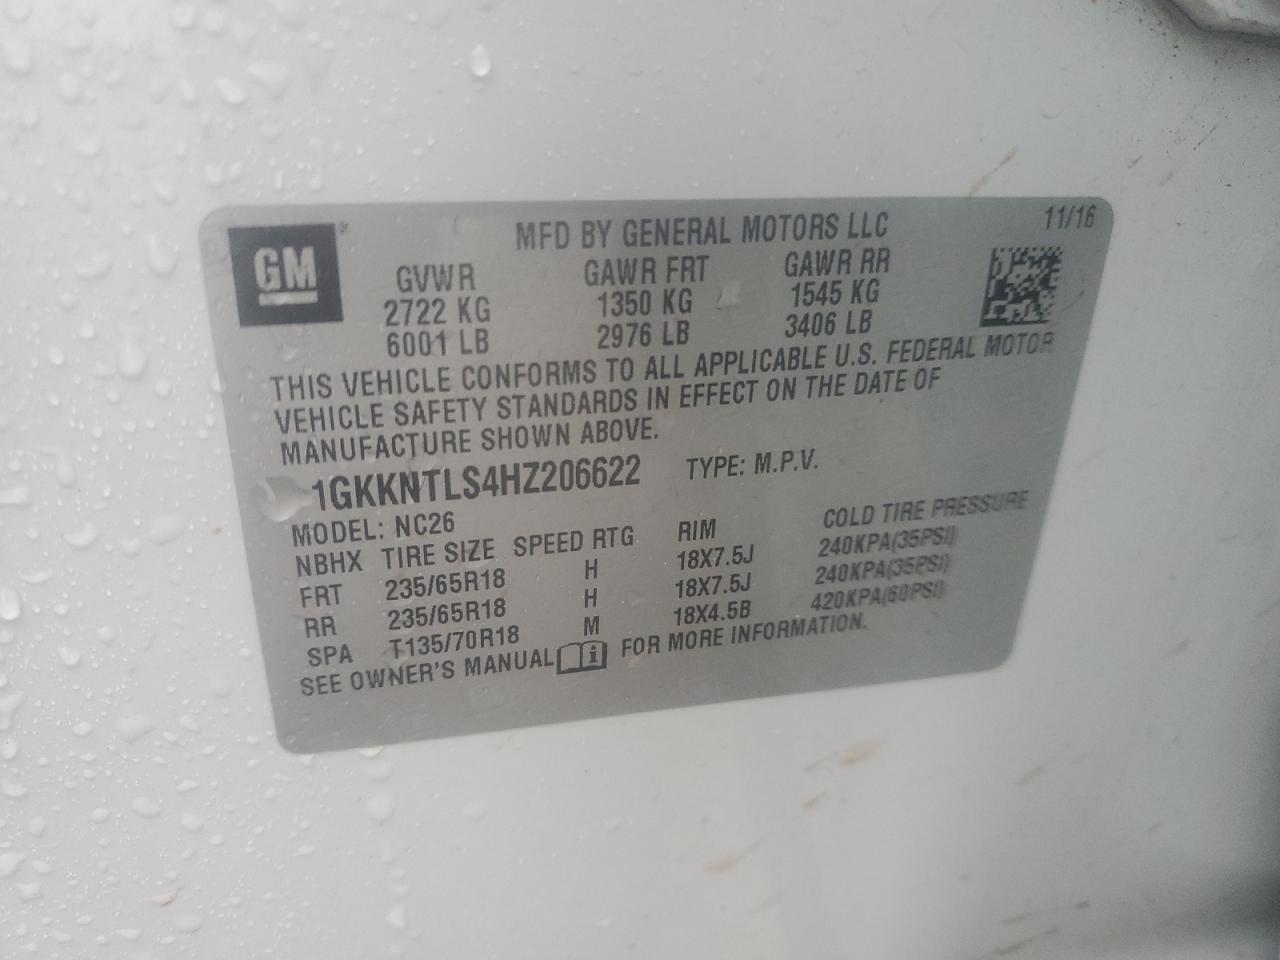 GM
MFD BY GENERAL MOTORS LLC 11/16
GVWR GAWR FRT GAWR RR
2722 KG 1350 KG 1545 KG
6001 LB 2976 LB 3406 LB
THIS VEHICLE CONFORMS TO ALL APPLICABLE U.S. FEDERAL MOTOR
VEHICLE SAFETY STANDARDS IN EFFECT ON THE DATE OF
MANUFACTURE SHOWN ABOVE.
1GKKNTLS4HZ206622 TYPE: M.P.V.
MODEL: NC26
NBHX TIRE SIZE SPEED RTG RIM COLD TIRE PRESSURE
FRT 235/65R18 H 18X7.5J 240KPA(35PSI)
RR 235/65R18 H 18X7.5J 240KPA(35PSI)
SPA T135/70R18 M 18X4.5B 420KPA(60PSI)
SEE OWNER'S MANUAL i FOR MORE INFORMATION.